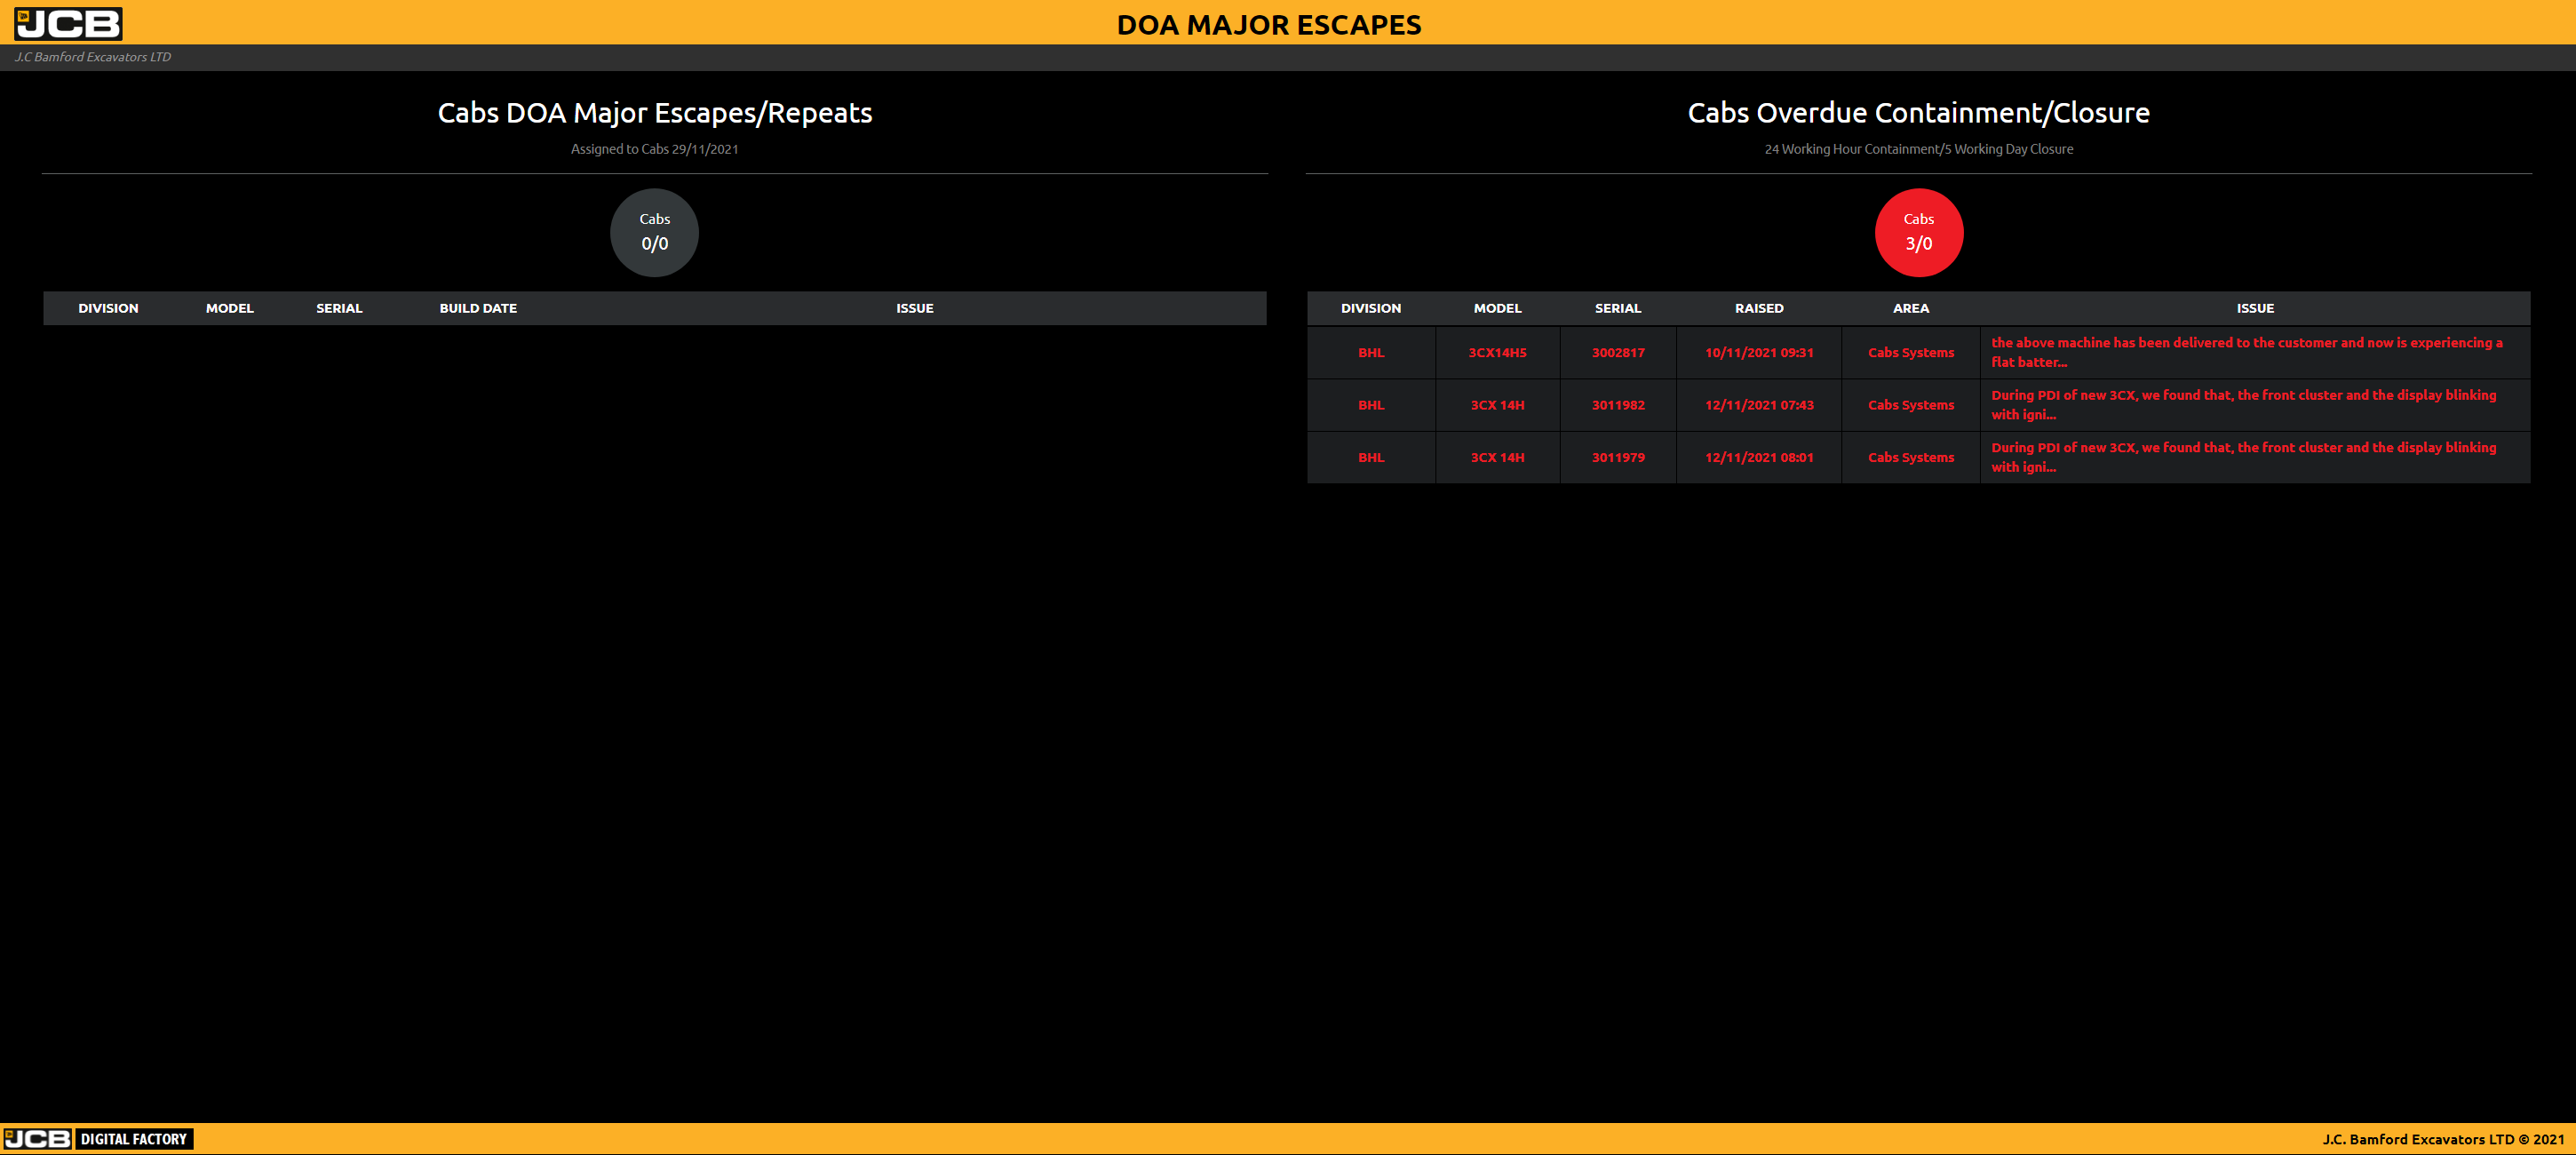 JCB
DOA MAJOR ESCAPES
J.C Bamford Excavators LTD
Cabs DOA Major Escapes/Repeats
Assigned to Cabs 29/11/2021
Cabs
0/0
DIVISION MODEL SERIAL BUILD DATE ISSUE
Cabs Overdue Containment/Closure
24 Working Hour Containment/5 Working Day Closure
Cabs
3/0
DIVISION MODEL SERIAL RAISED AREA ISSUE
BHL 3CX14H5 3002817 10/11/2021 09:31 Cabs Systems the above machine has been delivered to the customer and now is experiencing a
flat batter...
BHL 3CX 14H 3011982 12/11/2021 07:43 Cabs Systems During PDI of new 3CX, we found that, the front cluster and the display blinking
with igni...
BHL 3CX 14H 3011979 12/11/2021 08:01 Cabs Systems During PDI of new 3CX, we found that, the front cluster and the display blinking
with igni...
JCB DIGITAL FACTORY
J.C. Bamford Excavators LTD © 2021